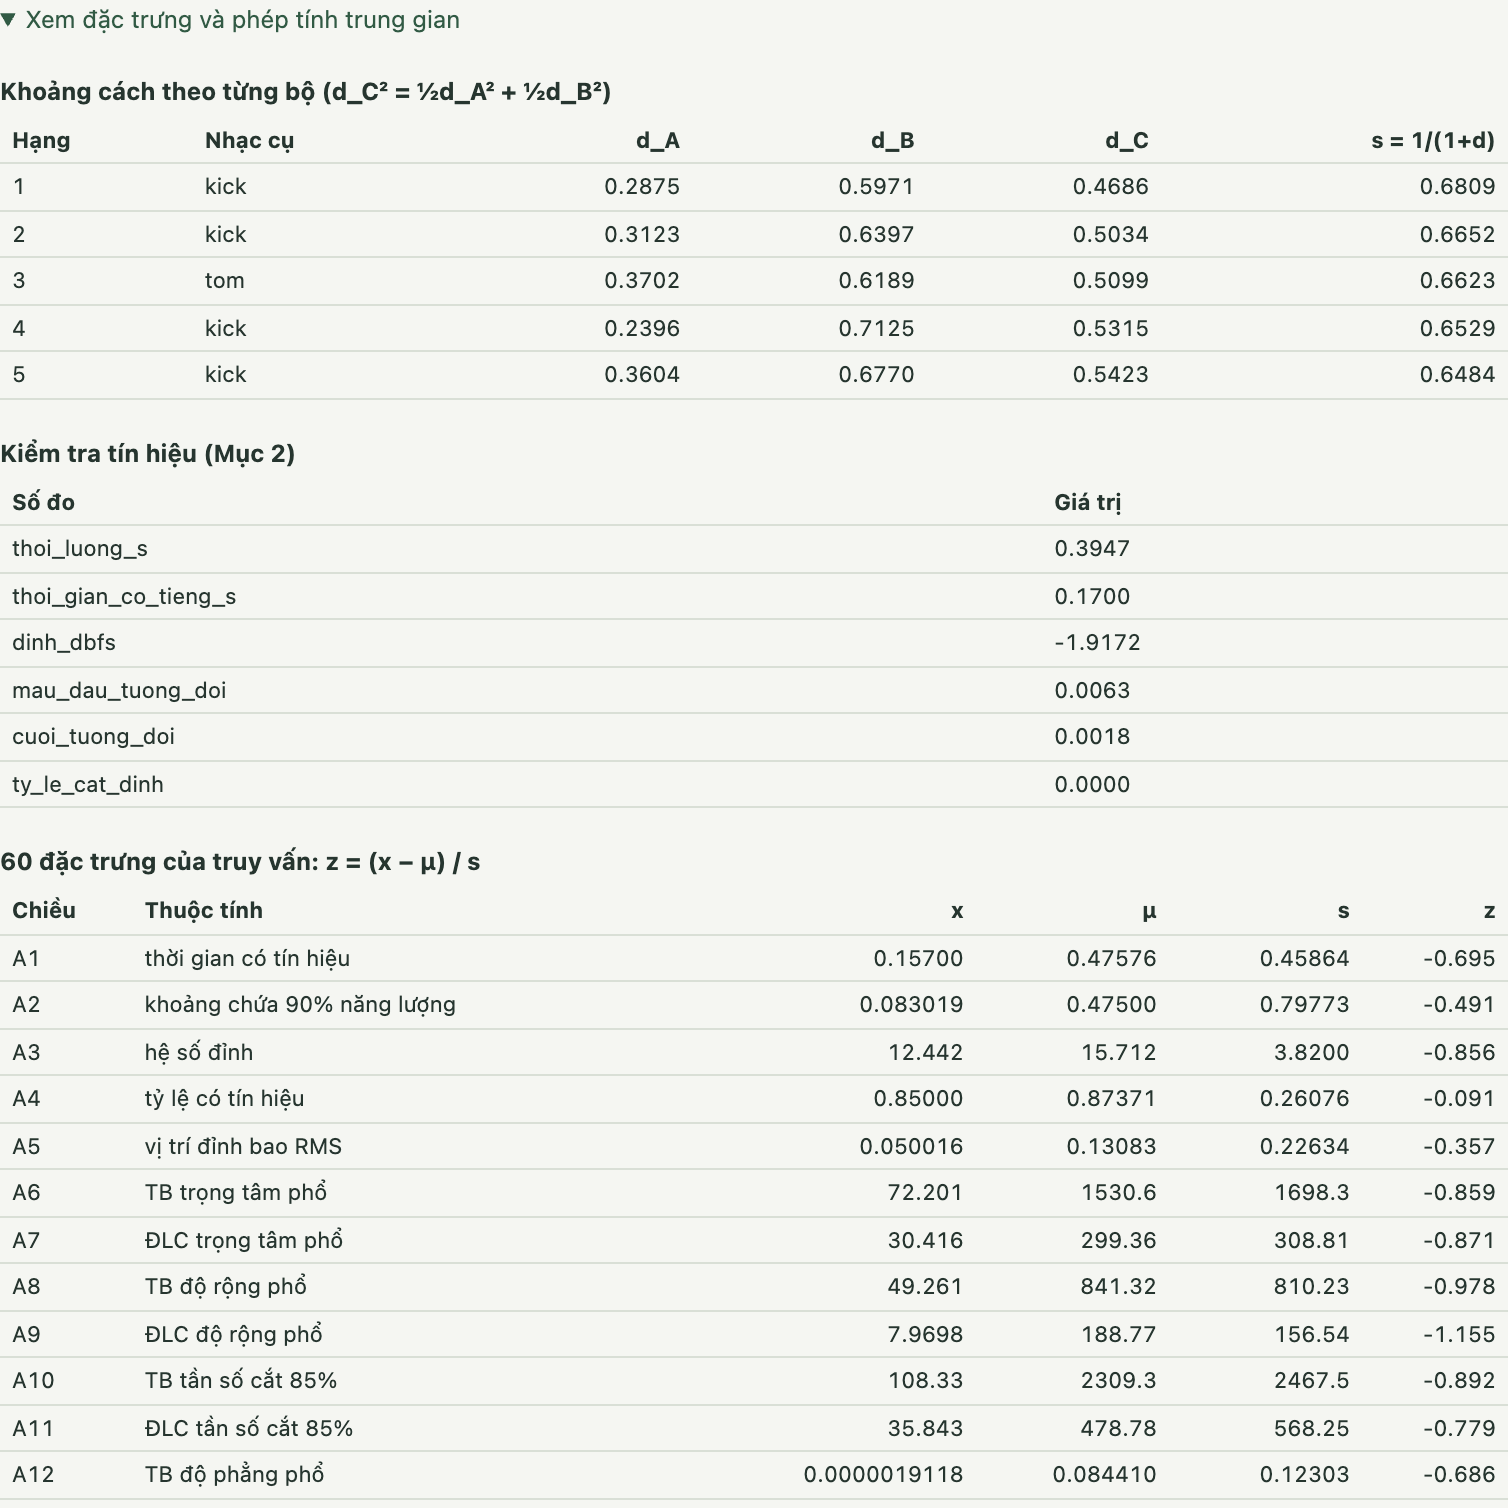 ▼ Xem đặc trưng và phép tính trung gian
Khoảng cách theo từng bộ (d_C² = ½d_A² + ½d_B²)
Hạng Nhạc cụ d_A d_B d_C s = 1/(1+d)
1 kick 0.2875 0.5971 0.4686 0.6809
2 kick 0.3123 0.6397 0.5034 0.6652
3 tom 0.3702 0.6189 0.5099 0.6623
4 kick 0.2396 0.7125 0.5315 0.6529
5 kick 0.3604 0.6770 0.5423 0.6484
Kiểm tra tín hiệu (Mục 2)
Số đo Giá trị
thoi_luong_s 0.3947
thoi_gian_co_tieng_s 0.1700
dinh_dbfs -1.9172
mau_dau_tuong_doi 0.0063
cuoi_tuong_doi 0.0018
ty_le_cat_dinh 0.0000
60 đặc trưng của truy vấn: z = (x − µ) / s
Chiều Thuộc tính x µ s z
A1 thời gian có tín hiệu 0.15700 0.47576 0.45864 -0.695
A2 khoảng chứa 90% năng lượng 0.083019 0.47500 0.79773 -0.491
A3 hệ số đỉnh 12.442 15.712 3.8200 -0.856
A4 tỷ lệ có tín hiệu 0.85000 0.87371 0.26076 -0.091
A5 vị trí đỉnh bao RMS 0.050016 0.13083 0.22634 -0.357
A6 TB trọng tâm phổ 72.201 1530.6 1698.3 -0.859
A7 ĐLC trọng tâm phổ 30.416 299.36 308.81 -0.871
A8 TB độ rộng phổ 49.261 841.32 810.23 -0.978
A9 ĐLC độ rộng phổ 7.9698 188.77 156.54 -1.155
A10 TB tần số cắt 85% 108.33 2309.3 2467.5 -0.892
A11 ĐLC tần số cắt 85% 35.843 478.78 568.25 -0.779
A12 TB độ phẳng phổ 0.0000019118 0.084410 0.12303 -0.686